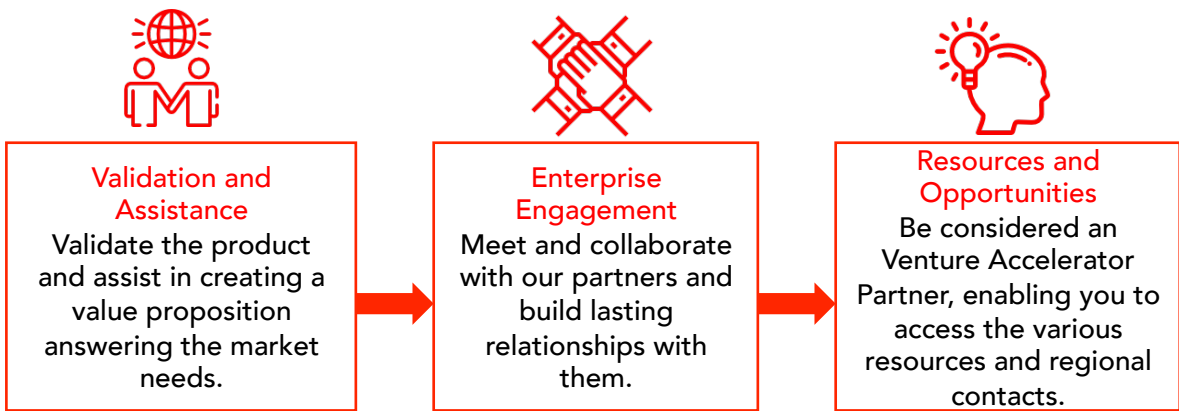 Validation and
Assistance
Validate the product
and assist in creating a
value proposition
answering the market
needs.
Enterprise
Engagement
Meet and collaborate
with our partners and
build lasting
relationships with
them.
Resources and
Opportunities
Be considered an
Venture Accelerator
Partner, enabling you to
access the various
resources and regional
contacts.